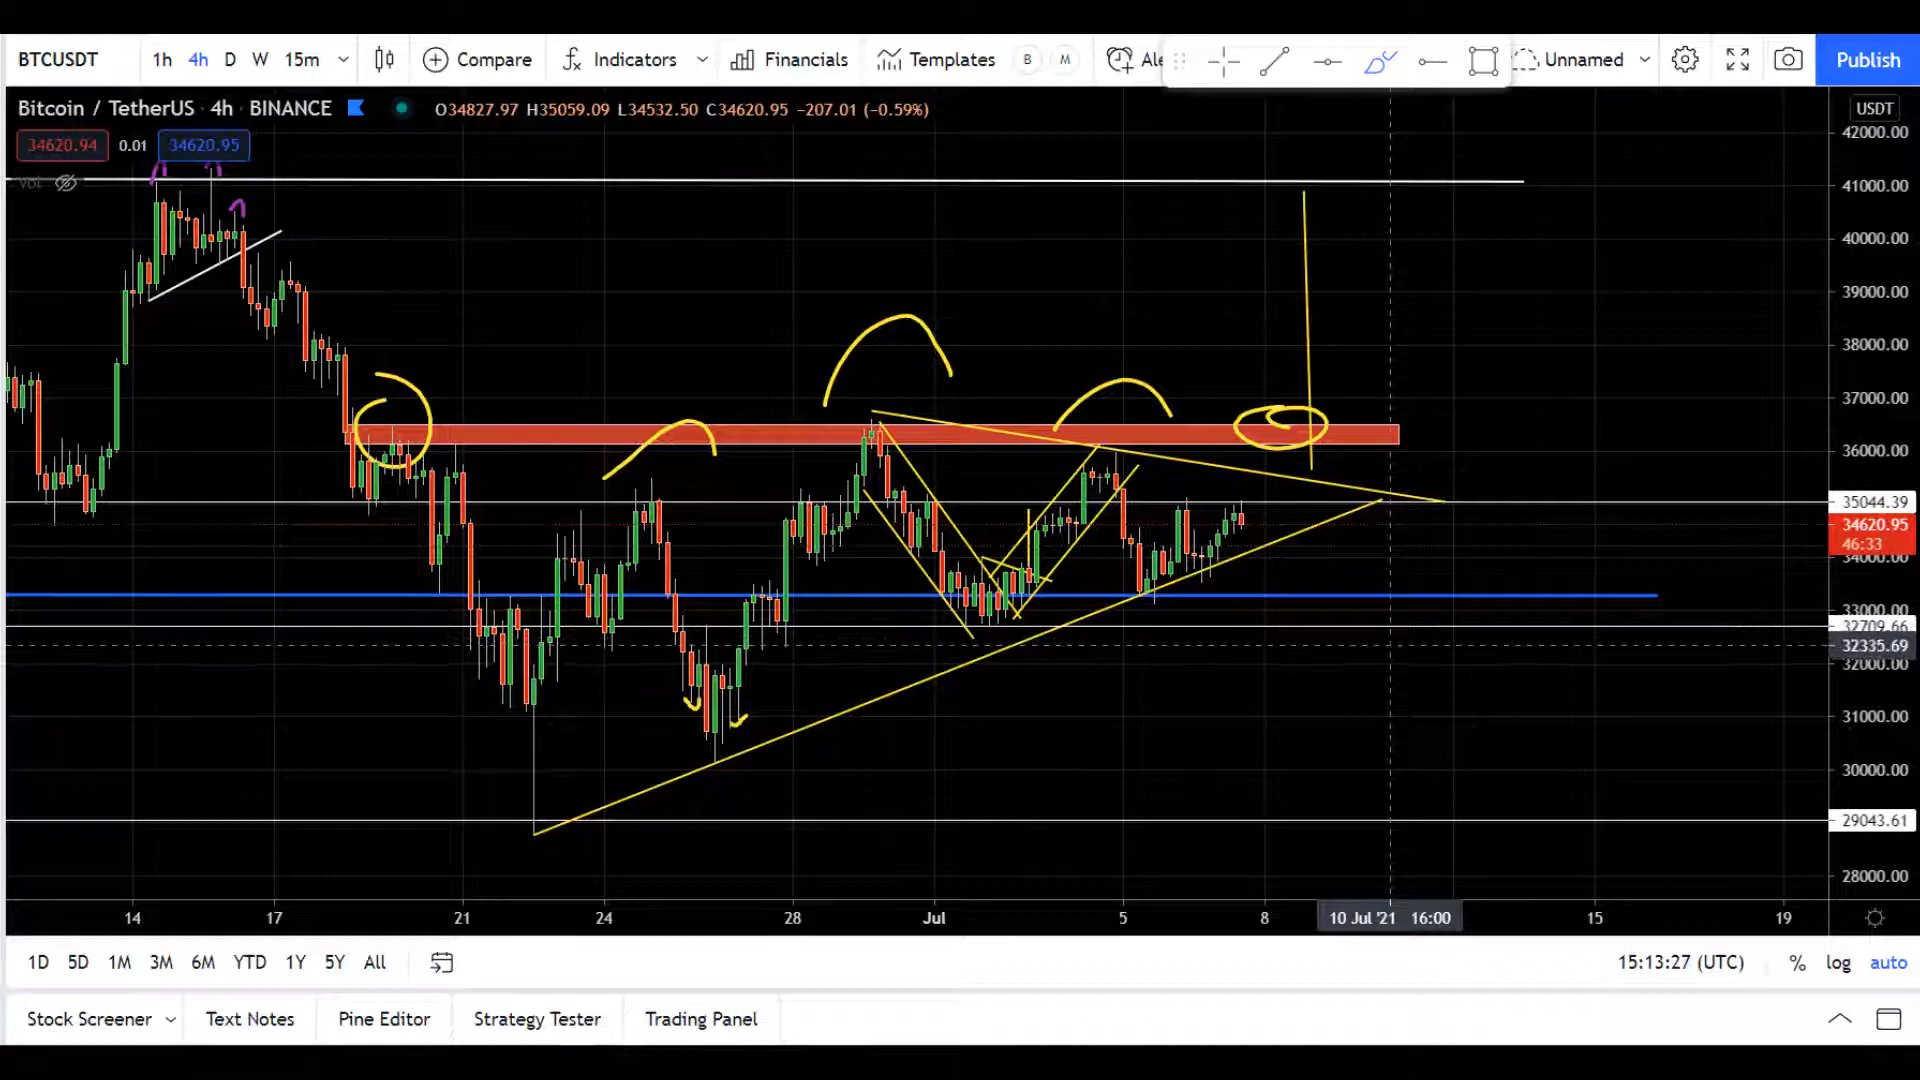 BTCUSDT 1h 4h D W 15m Compare Indicators Financials Templates B M Ale Unnamed Publish
Bitcoin / TetherUS · 4h · BINANCE O34827.97 H35059.09 L34532.50 C34620.95 −207.01 (−0.59%) USDT
42000.00
34620.94 0.01 34620.95
Vol
41000.00
40000.00
39000.00
38000.00
37000.00
36000.00
35044.39
34620.95
46:33
34000.00
33000.00
32709.66
32335.69
32000.00
31000.00
30000.00
29043.61
28000.00
14 17 21 24 28 Jul 5 8 10 Jul '21 16:00 15 19
1D 5D 1M 3M 6M YTD 1Y 5Y All 15:13:27 (UTC) % log auto
Stock Screener Text Notes Pine Editor Strategy Tester Trading Panel